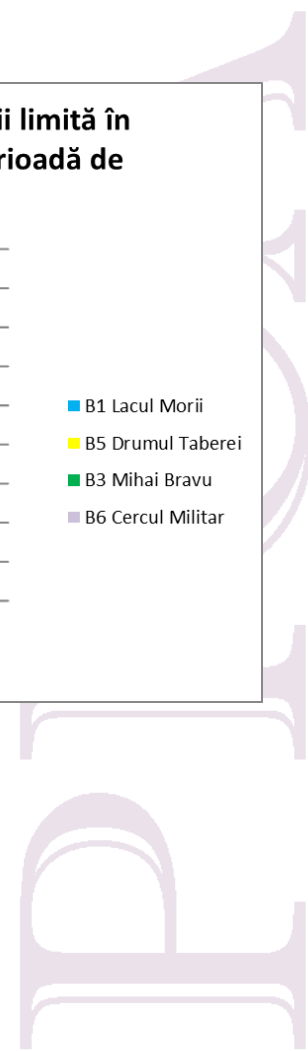 ii limită în
rioadă de
B1 Lacul Morii
B5 Drumul Taberei
B3 Mihai Bravu
B6 Cercul Militar